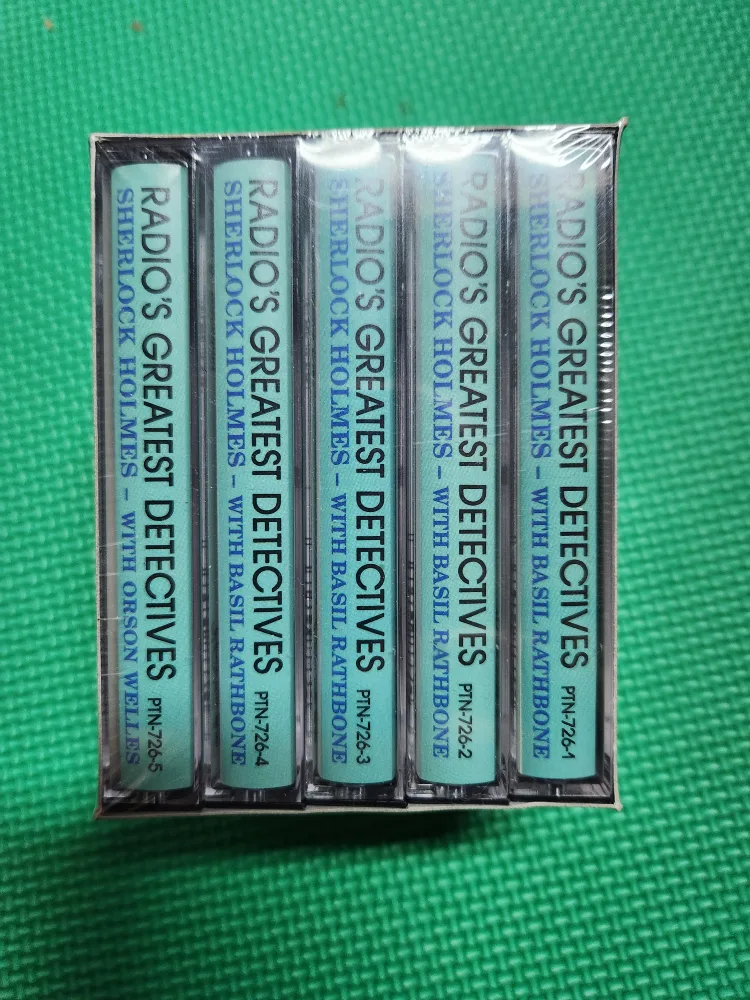 RADIO'S GREATEST DETECTIVES PTN-726-1
SHERLOCK HOLMES – WITH BASIL RATHBONE
RADIO'S GREATEST DETECTIVES PTN-726-2
SHERLOCK HOLMES – WITH BASIL RATHBONE
RADIO'S GREATEST DETECTIVES PTN-726-3
SHERLOCK HOLMES – WITH BASIL RATHBONE
RADIO'S GREATEST DETECTIVES PTN-726-4
SHERLOCK HOLMES – WITH BASIL RATHBONE
RADIO'S GREATEST DETECTIVES PTN-726-5
SHERLOCK HOLMES – WITH ORSON WELLES